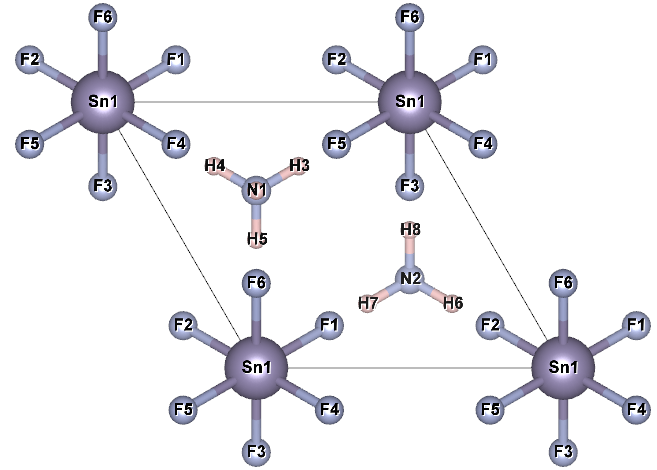 F6 F6
F2 F1 F2 F1
Sn1 Sn1
F5 F4 F5 F4
H4 H3
F3 N1 F3
H8
H5
F6 N2 F6
H7 H6
F2 F1 F2 F1
Sn1 Sn1
F5 F4 F5 F4
F3 F3